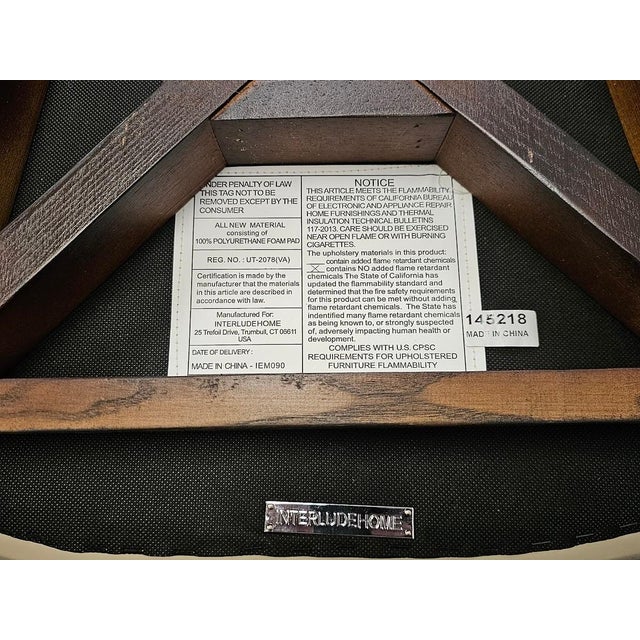 UNDER PENALTY OF LAW
THIS TAG NOT TO BE
REMOVED EXCEPT BY THE
CONSUMER
ALL NEW MATERIAL
consisting of
100% POLYURETHANE FOAM PAD
REG. NO. : UT-2078(VA)
Certification is made by the
manufacturer that the materials
in this article are described in
accordance with law.
Manufactured For:
INTERLUDEHOME
25 Trefoil Drive, Trumbull, CT 06611
USA
DATE OF DELIVERY :
MADE IN CHINA - IEM090
NOTICE
THIS ARTICLE MEETS THE FLAMMABILITY
REQUIREMENTS OF CALIFORNIA BUREAU
OF ELECTRONIC AND APPLIANCE REPAIR
HOME FURNISHINGS AND THERMAL
INSULATION TECHNICAL BULLETINS
117-2013. CARE SHOULD BE EXERCISED
NEAR OPEN FLAME OR WITH BURNING
CIGARETTES.
The upholstery materials in this product:
___ contain added flame retardant chemicals
_X_ contains NO added flame retardant
chemicals The State of California has
updated the flammability standard and
determined that the fire safety requirements
for this product can be met without adding
flame retardant chemicals. The State has
indentified many flame retardant chemicals
as being known to, or strongly suspected
of, adversely impacting human health or
development.
COMPLIES WITH U.S. CPSC
REQUIREMENTS FOR UPHOLSTERED
FURNITURE FLAMMABILITY
145218
MADE IN CHINA
INTERLUDEHOME